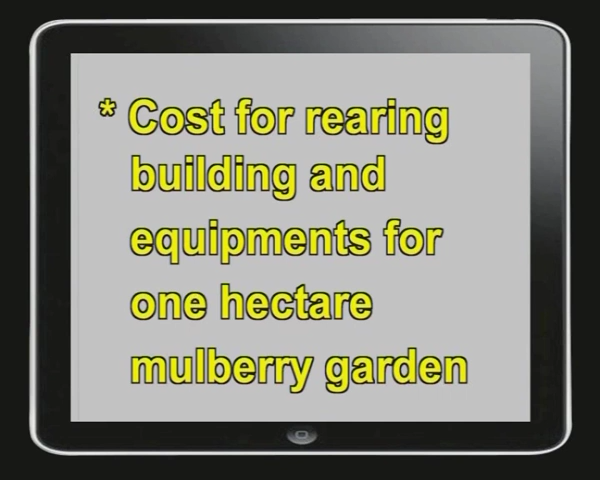 * Cost for rearing
building and
equipments for
one hectare
mulberry garden